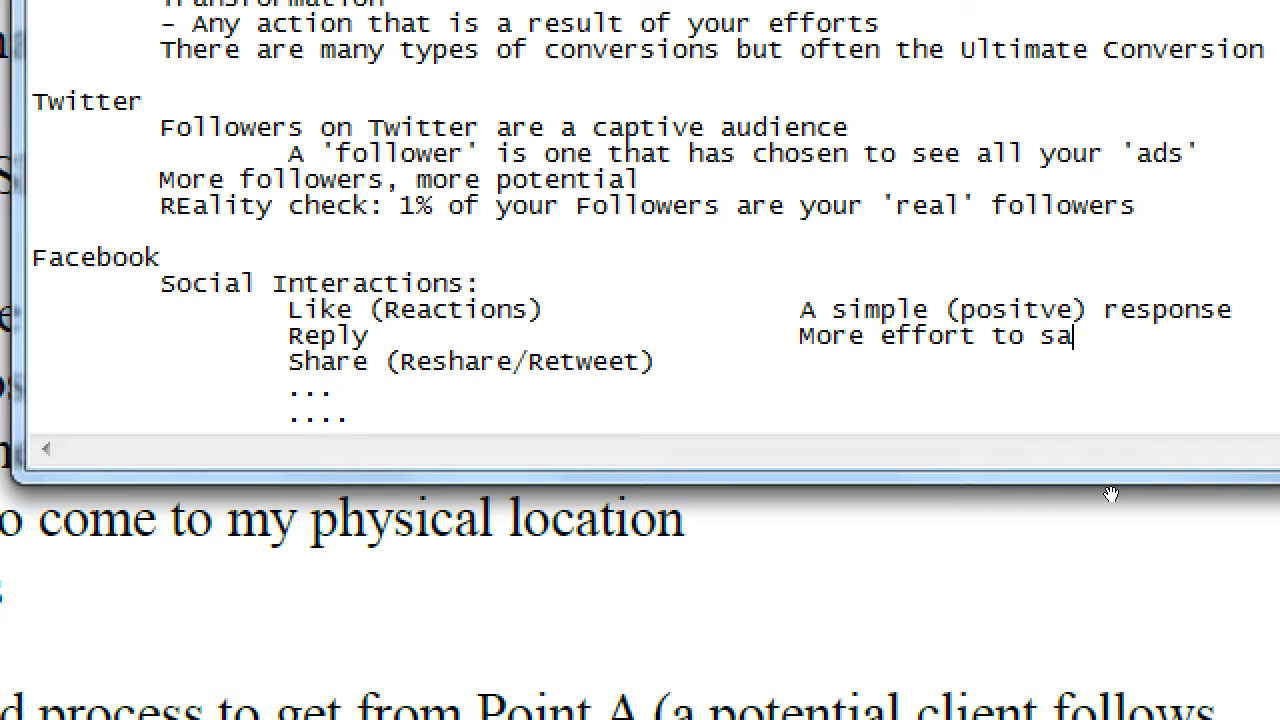 Transformation
- Any action that is a result of your efforts
There are many types of conversions but often the Ultimate Conversion
Twitter
Followers on Twitter are a captive audience
A 'follower' is one that has chosen to see all your 'ads'
More followers, more potential
REality check: 1% of your Followers are your 'real' followers
Facebook
Social Interactions:
Like (Reactions) A simple (positve) response
Reply More effort to sa
Share (Reshare/Retweet)
...
....
o come to my physical location
d process to get from Point A (a potential client follows